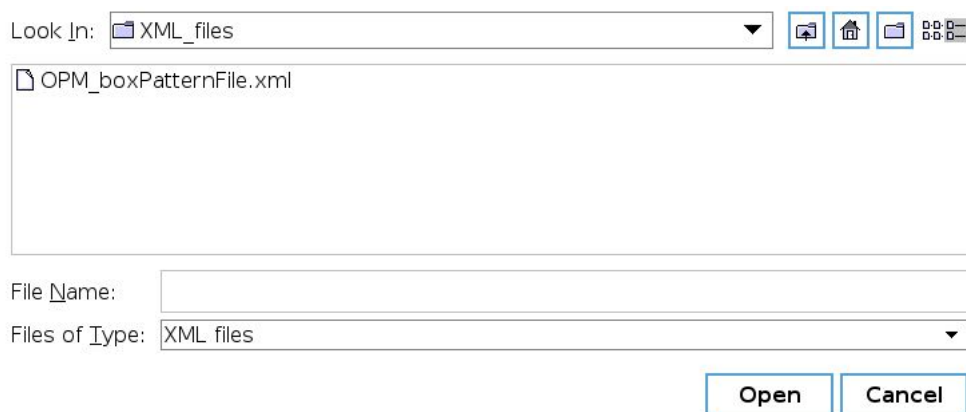 Look In: XML_files
OPM_boxPatternFile.xml
File Name:
Files of Type: XML files
Open Cancel